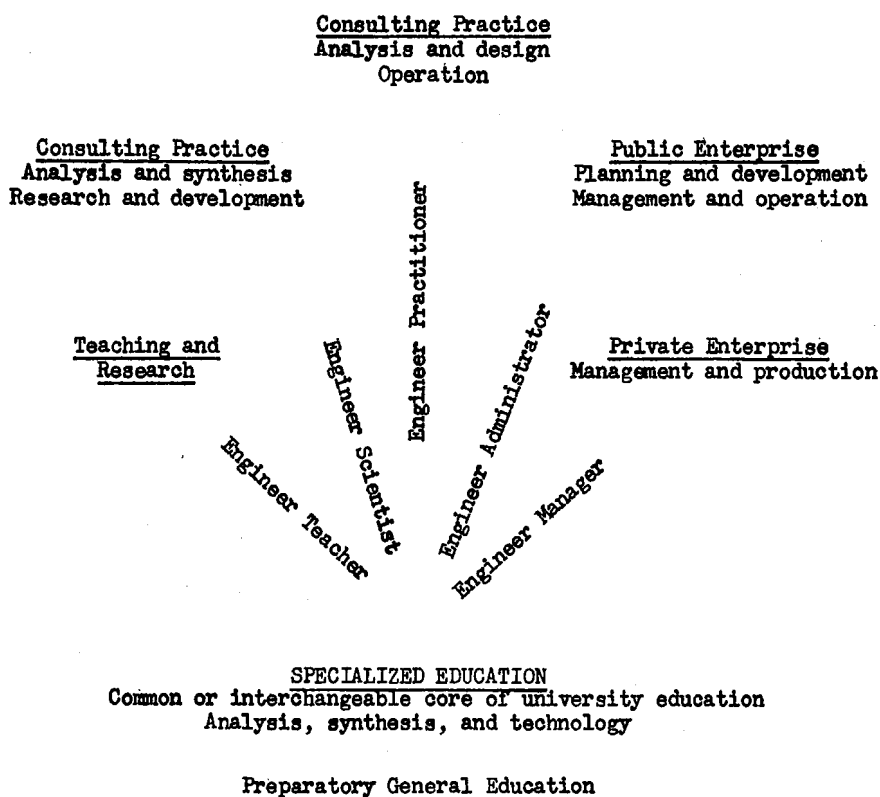 Consulting Practice
Analysis and design
Operation
Consulting Practice
Analysis and synthesis
Research and development
Public Enterprise
Planning and development
Management and operation
Teaching and
Research
Private Enterprise
Management and production
Engineer Teacher
Engineer Scientist
Engineer Practitioner
Engineer Administrator
Engineer Manager
SPECIALIZED EDUCATION
Common or interchangeable core of university education
Analysis, synthesis, and technology
Preparatory General Education